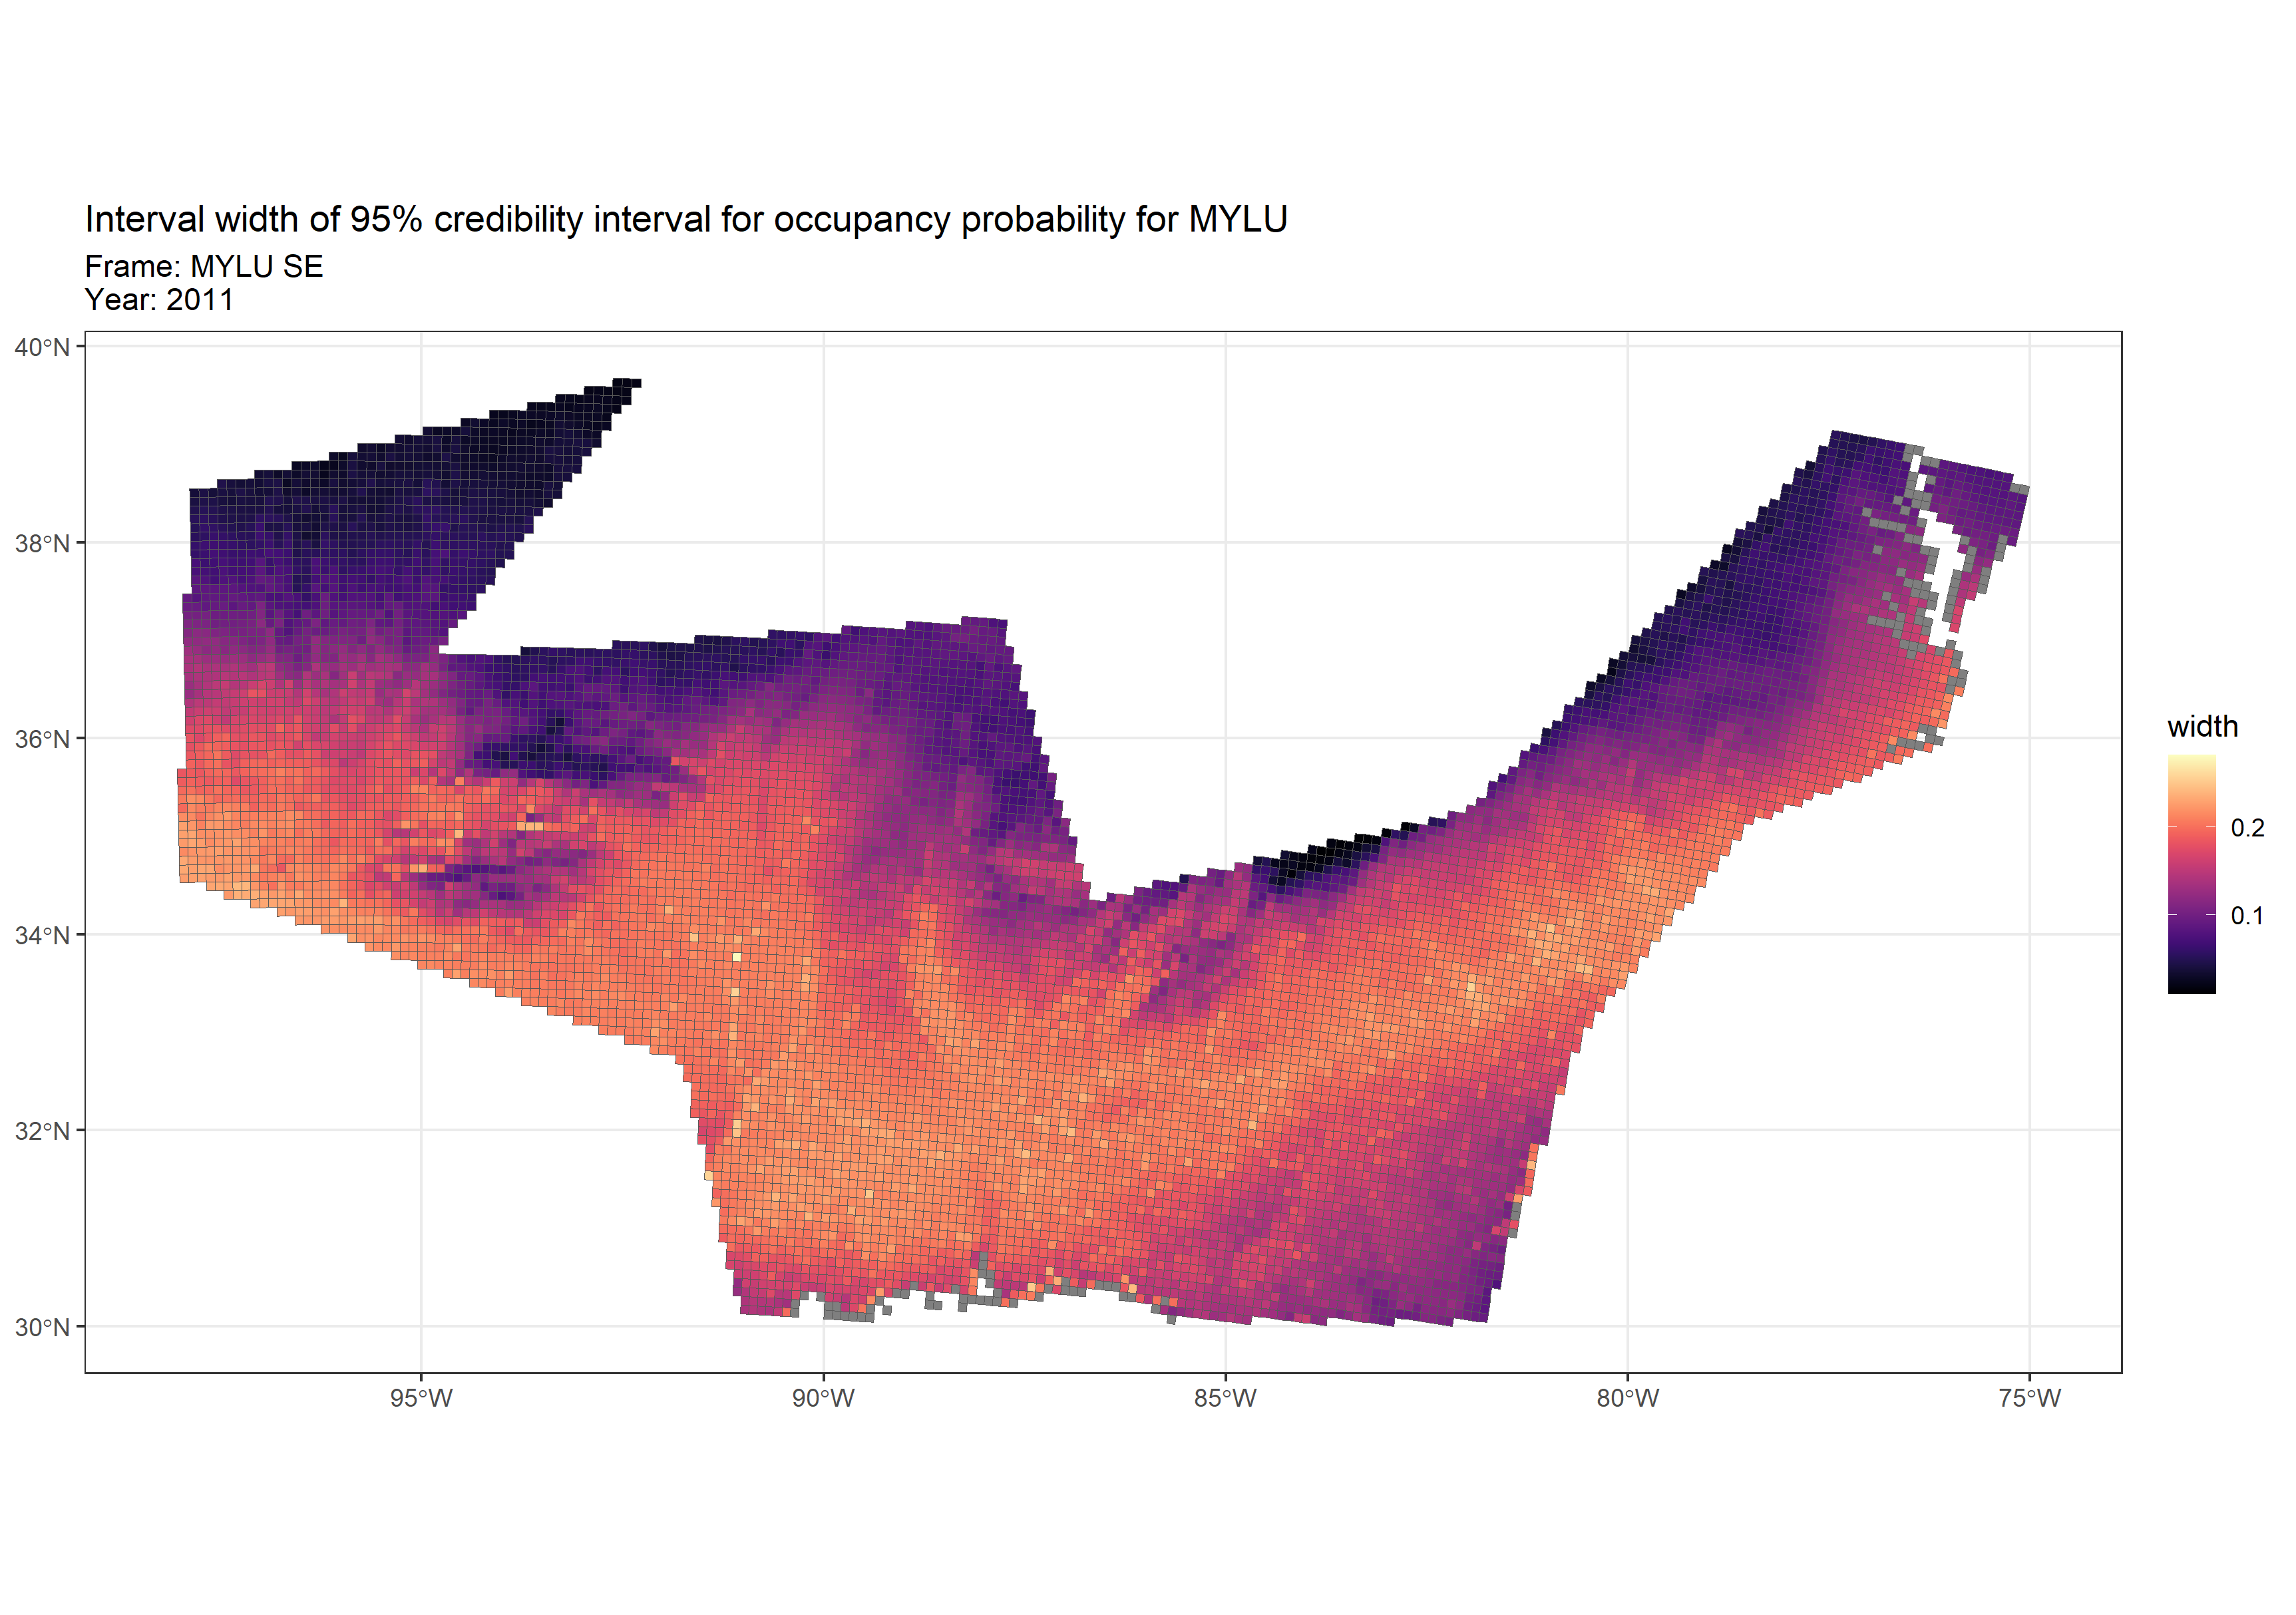 Interval width of 95% credibility interval for occupancy probability for MYLU
Frame: MYLU SE
Year: 2011
40°N
38°N
36°N
34°N
32°N
30°N
95°W
90°W
85°W
80°W
75°W
width
0.2
0.1